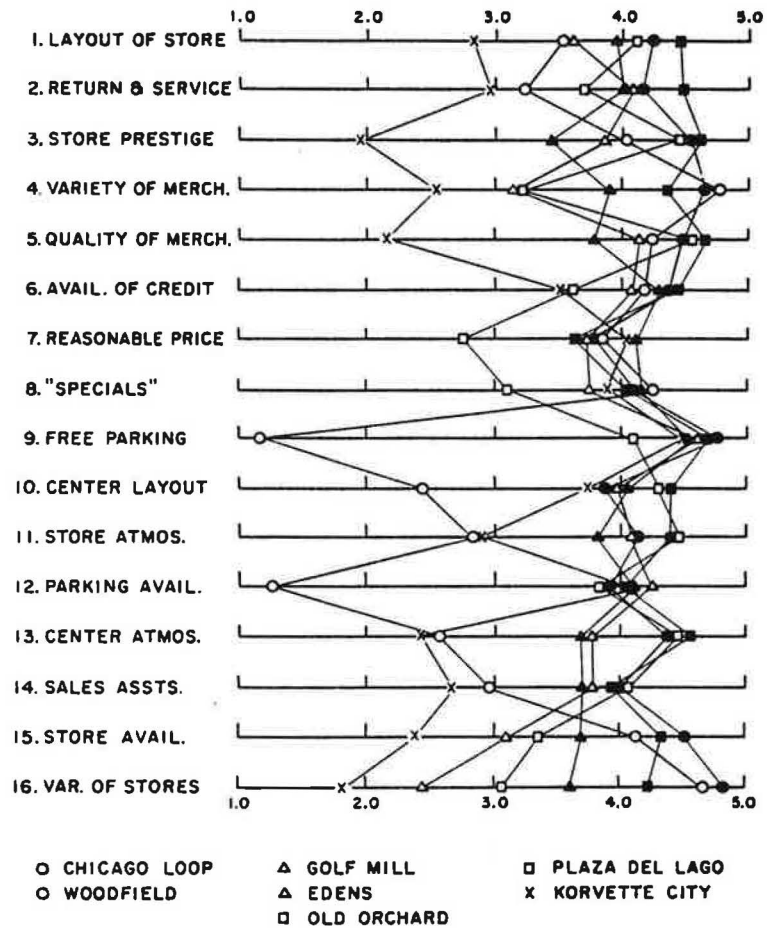 1.0 2.0 3.0 4.0 5.0
1. LAYOUT OF STORE
2. RETURN & SERVICE
3. STORE PRESTIGE
4. VARIETY OF MERCH.
5. QUALITY OF MERCH.
6. AVAIL. OF CREDIT
7. REASONABLE PRICE
8. "SPECIALS"
9. FREE PARKING
10. CENTER LAYOUT
11. STORE ATMOS.
12. PARKING AVAIL.
13. CENTER ATMOS.
14. SALES ASSTS.
15. STORE AVAIL.
16. VAR. OF STORES
1.0 2.0 3.0 4.0 5.0
CHICAGO LOOP GOLF MILL PLAZA DEL LAGO
WOODFIELD EDENS X KORVETTE CITY
OLD ORCHARD